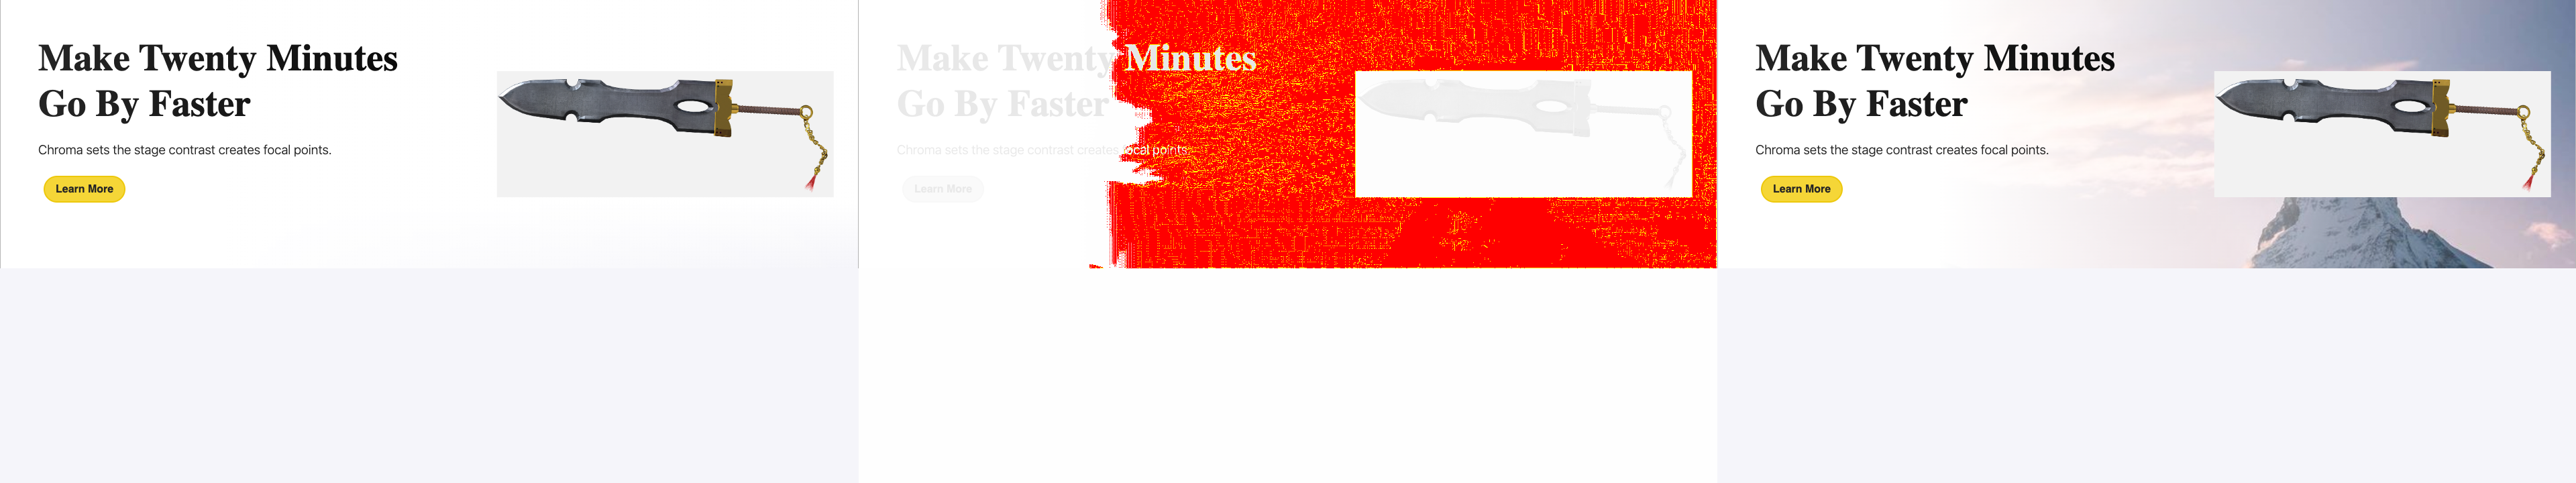 Make Twenty Minutes
Go By Faster
Chroma sets the stage contrast creates focal points.
Learn More
Make Twenty Minutes
Go By Faster
Chroma sets the stage contrast creates focal points.
Learn More
Make Twenty Minutes
Go By Faster
Chroma sets the stage contrast creates focal points.
Learn More